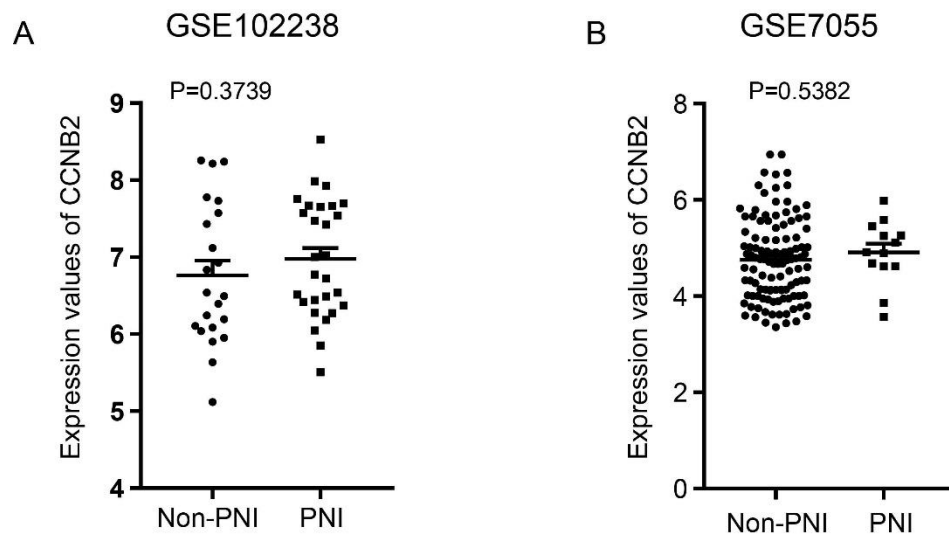 A
GSE102238
P=0.3739
Expression values of CCNB2
9
8
7
6
5
4
Non-PNI
PNI
B
GSE7055
P=0.5382
Expression values of CCNB2
8
6
4
2
0
Non-PNI
PNI